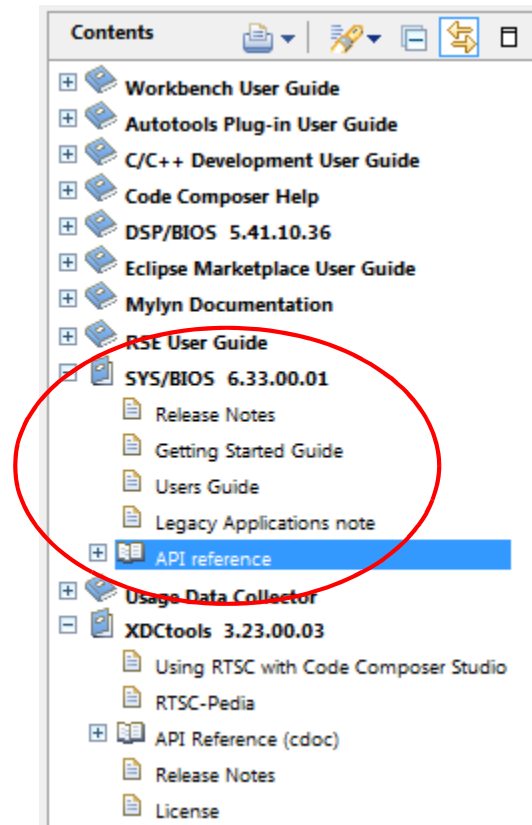 Contents
Workbench User Guide
Autotools Plug-in User Guide
C/C++ Development User Guide
Code Composer Help
DSP/BIOS 5.41.10.36
Eclipse Marketplace User Guide
Mylyn Documentation
RSE User Guide
SYS/BIOS 6.33.00.01
Release Notes
Getting Started Guide
Users Guide
Legacy Applications note
API reference
Usage Data Collector
XDCtools 3.23.00.03
Using RTSC with Code Composer Studio
RTSC-Pedia
API Reference (cdoc)
Release Notes
License